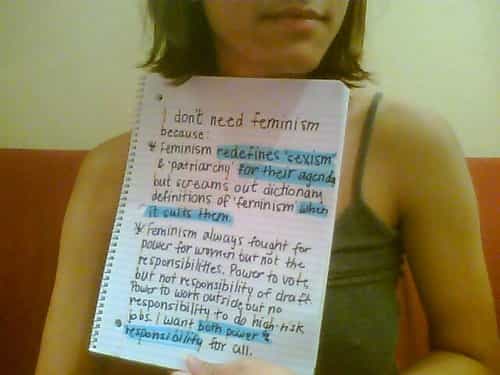 I don't need feminism
because:
* Feminism redefines 'sexism'
& 'patriarchy' for their agenda
but screams out dictionary
definitions of 'feminism' when
it suits them.
* Feminism always fought for
power for women but not the
responsibilities. Power to vote
but not responsibility of draft.
Power to work outside but no
responsibility to do high-risk
jobs. I want both power &
responsibility for all.